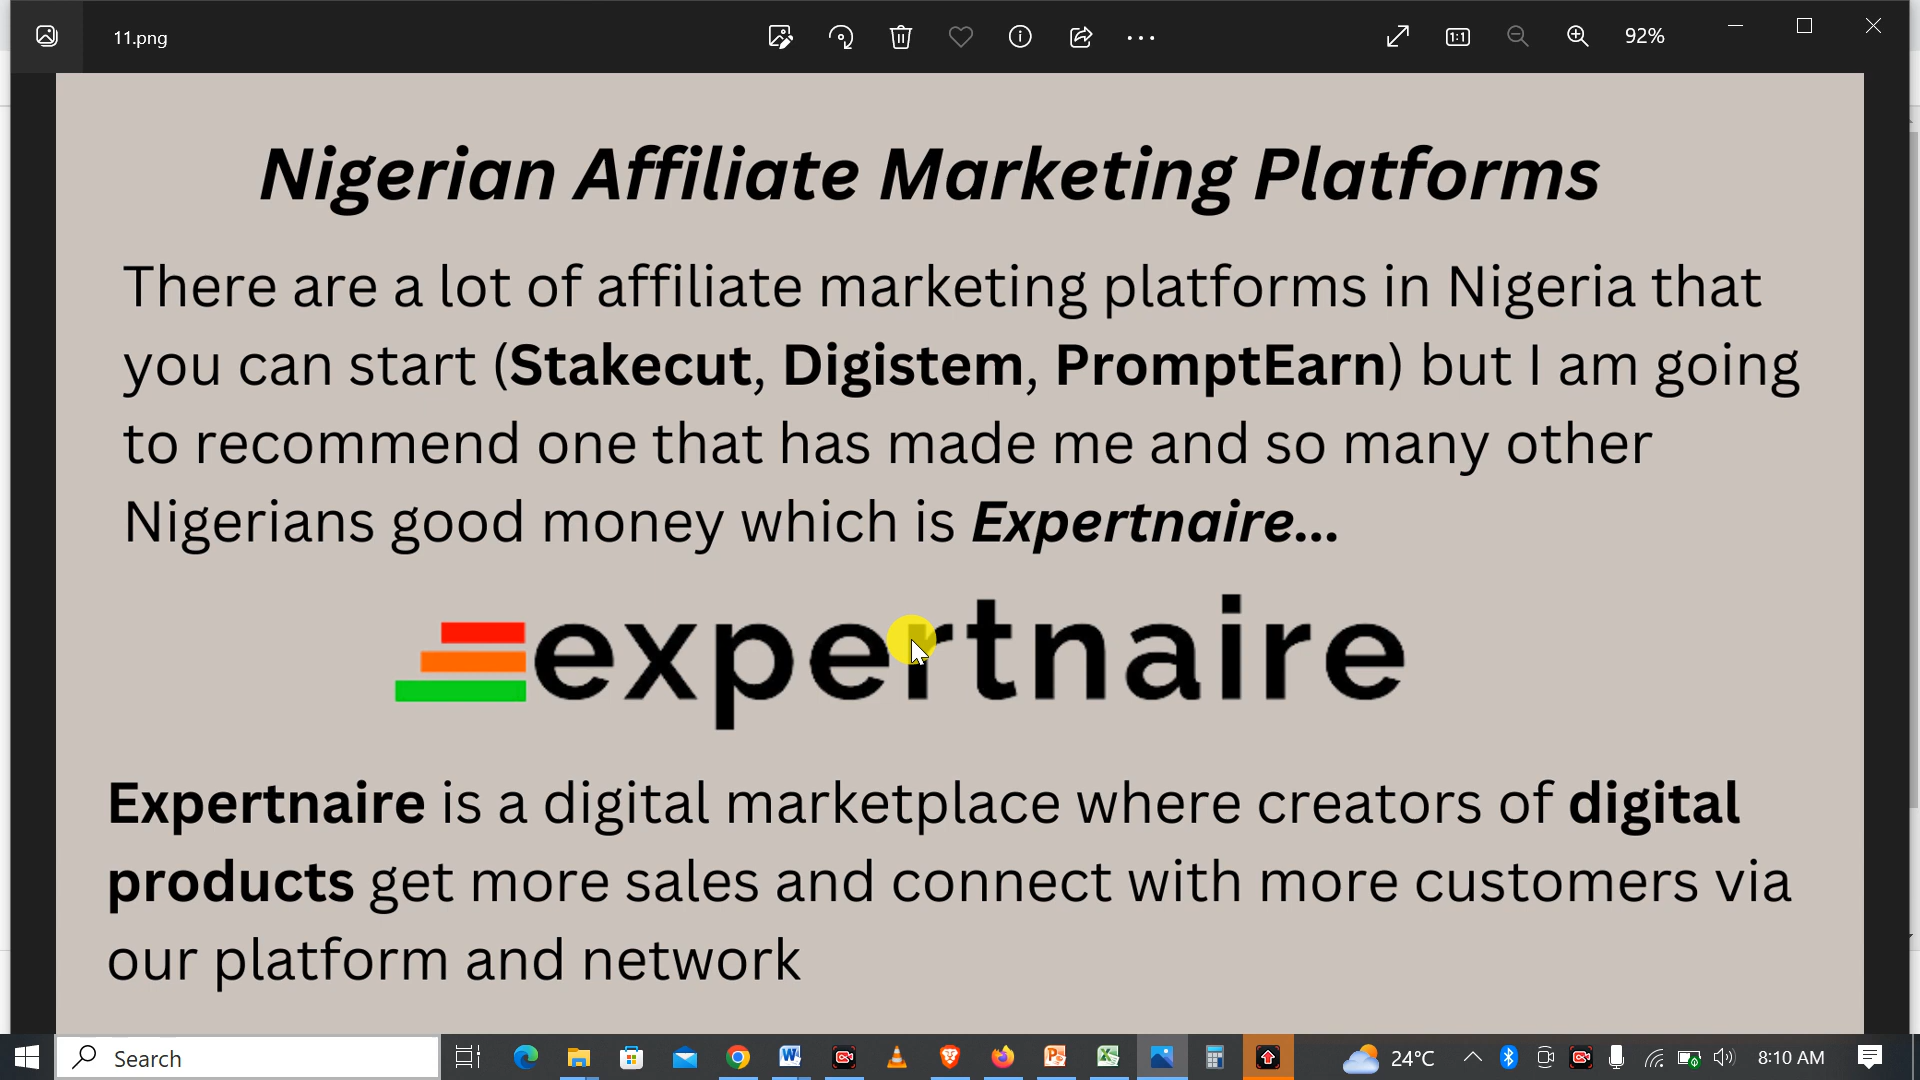 11.png
92%
Nigerian Affiliate Marketing Platforms
There are a lot of affiliate marketing platforms in Nigeria that
you can start (Stakecut, Digistem, PromptEarn) but I am going
to recommend one that has made me and so many other
Nigerians good money which is Expertnaire...
expertnaire
Expertnaire is a digital marketplace where creators of digital
products get more sales and connect with more customers via
our platform and network
Search
24°C
8:10 AM